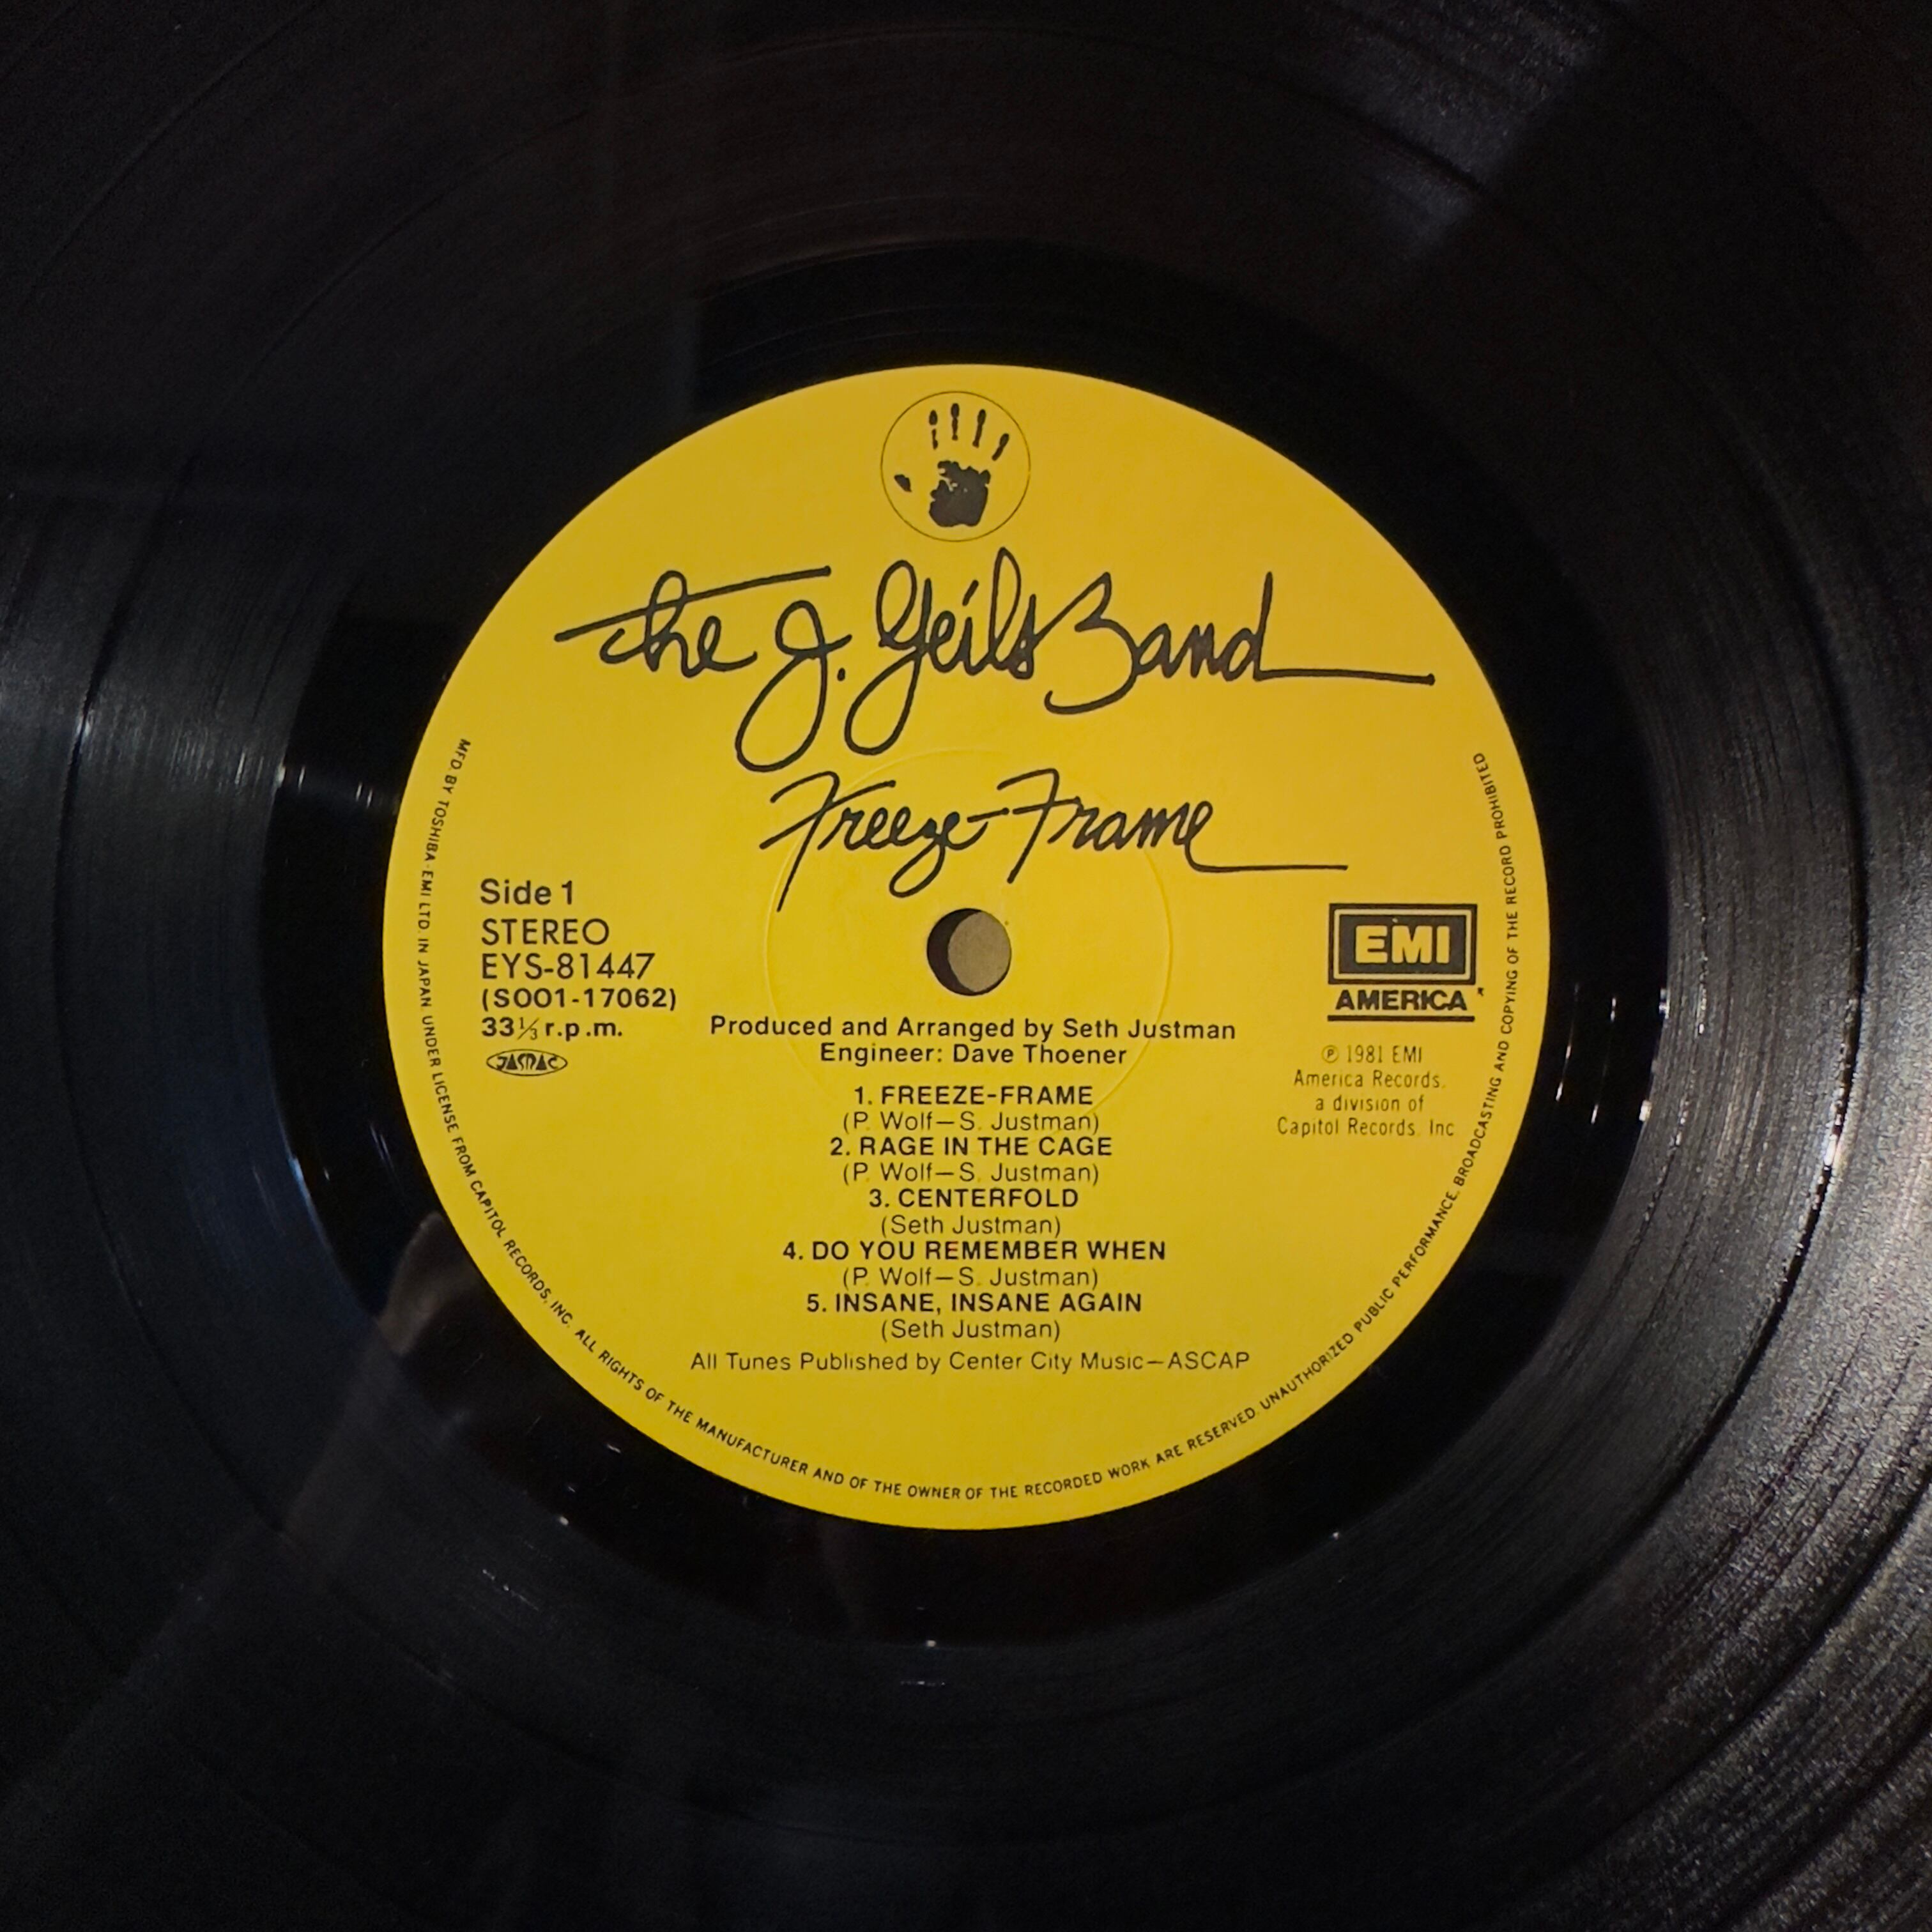 The J. Geils Band
Freeze-Frame
Side 1
STEREO
EYS-81447
(SOO1-17062)
33⅓ r.p.m.
JASRAC
EMI
AMERICA
℗ 1981 EMI
America Records.
a division of
Capitol Records. Inc
Produced and Arranged by Seth Justman
Engineer: Dave Thoener
1. FREEZE-FRAME
(P. Wolf—S. Justman)
2. RAGE IN THE CAGE
(P. Wolf—S. Justman)
3. CENTERFOLD
(Seth Justman)
4. DO YOU REMEMBER WHEN
(P. Wolf—S. Justman)
5. INSANE, INSANE AGAIN
(Seth Justman)
All Tunes Published by Center City Music—ASCAP
MFD BY TOSHIBA·EMI LTD. IN JAPAN UNDER LICENSE FROM CAPITOL RECORDS, INC. ALL RIGHTS OF THE MANUFACTURER AND OF THE OWNER OF THE RECORDED WORK ARE RESERVED. UNAUTHORIZED PUBLIC PERFORMANCE. BROADCASTING AND COPYING OF THE RECORD PROHIBITED